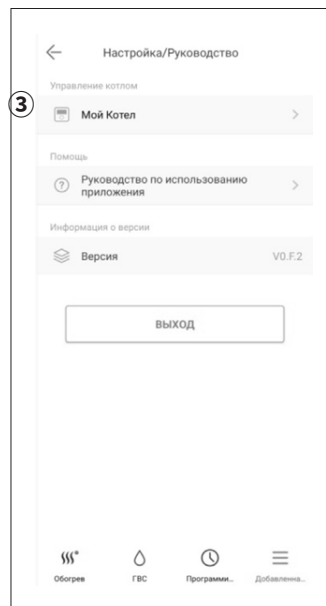 Настройка/Руководство
Управление котлом
③
Мой Котел
Помощь
Руководство по использованию
приложения
Информация о версии
Версия V0.F.2
ВЫХОД
Обогрев ГВС Программи... Добавленна...